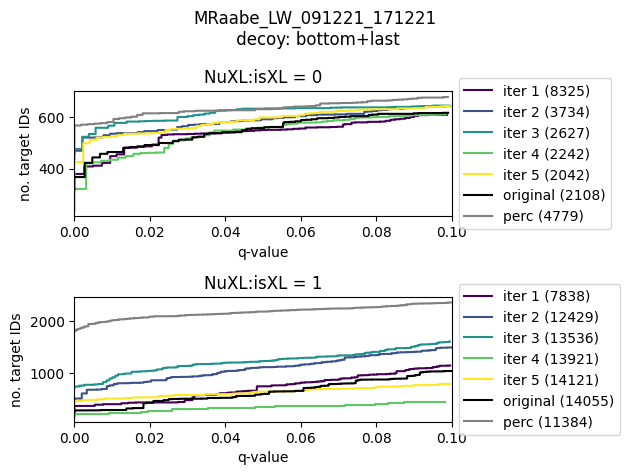 MRaabe_LW_091221_171221
decoy: bottom+last
NuXL:isXL = 0
no. target IDs
600
400
0.00 0.02 0.04 0.06 0.08 0.10
q-value
iter 1 (8325)
iter 2 (3734)
iter 3 (2627)
iter 4 (2242)
iter 5 (2042)
original (2108)
perc (4779)
NuXL:isXL = 1
no. target IDs
2000
1000
0.00 0.02 0.04 0.06 0.08 0.10
q-value
iter 1 (7838)
iter 2 (12429)
iter 3 (13536)
iter 4 (13921)
iter 5 (14121)
original (14055)
perc (11384)